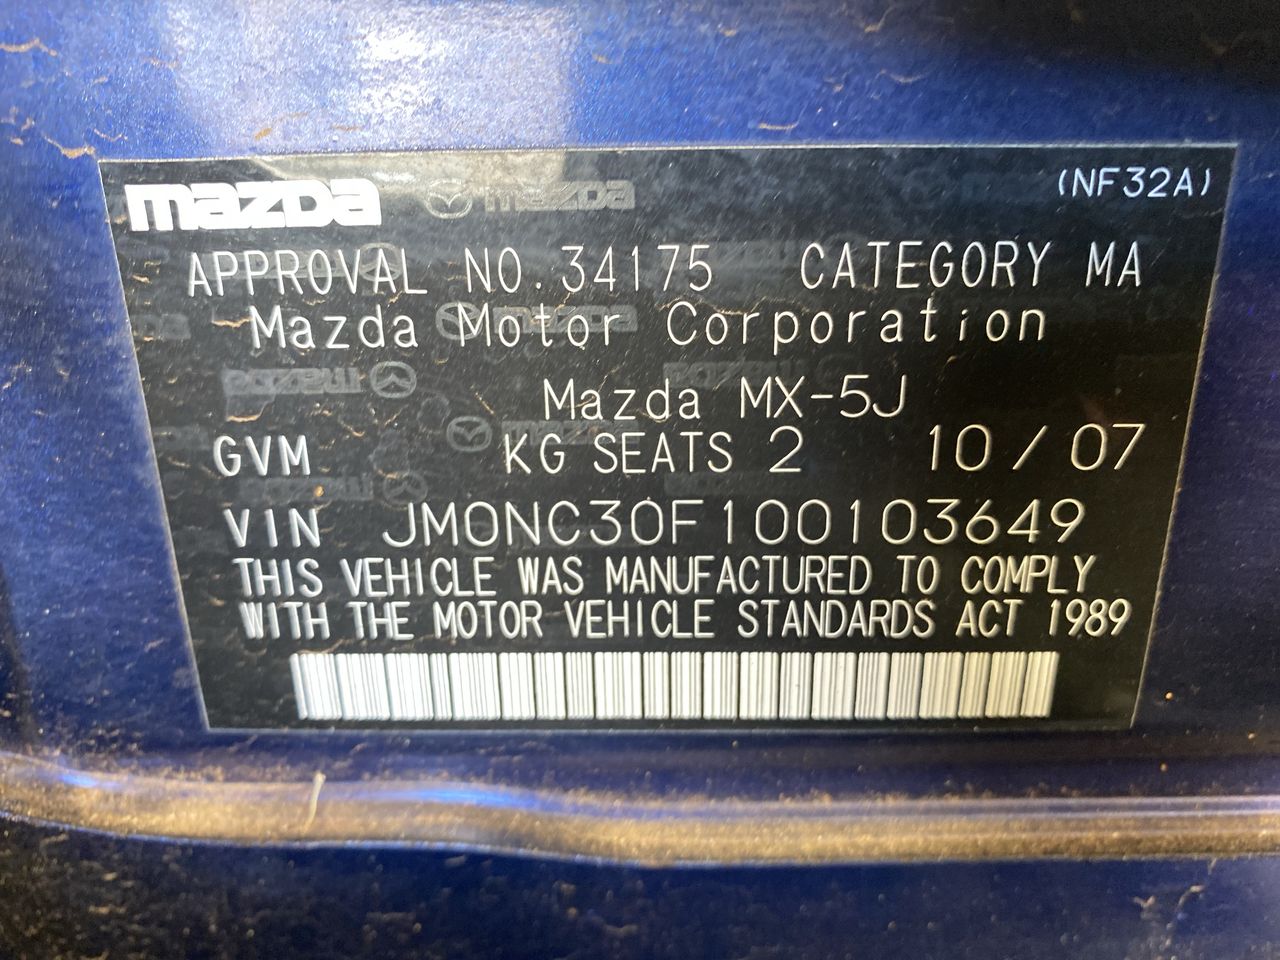 mazda (NF32A)
APPROVAL NO.34175 CATEGORY MA
Mazda Motor Corporation
Mazda MX-5J
GVM KG SEATS 2 10/07
VIN JM0NC30F100103649
THIS VEHICLE WAS MANUFACTURED TO COMPLY
WITH THE MOTOR VEHICLE STANDARDS ACT 1989